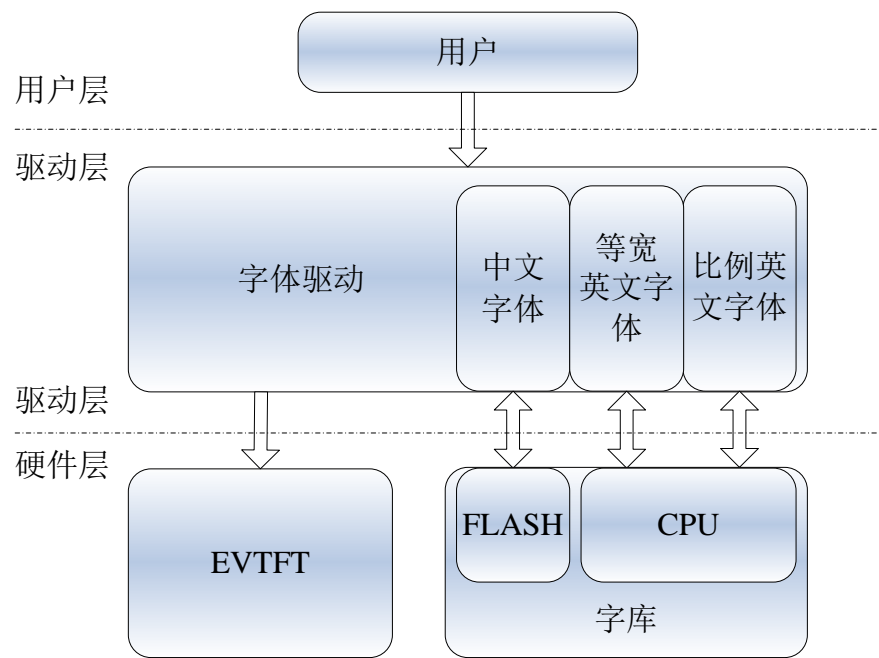 用户
用户层
驱动层
字体驱动
中文
字体
等宽
英文字
体
比例英
文字体
驱动层
硬件层
EVTFT
FLASH
CPU
字库